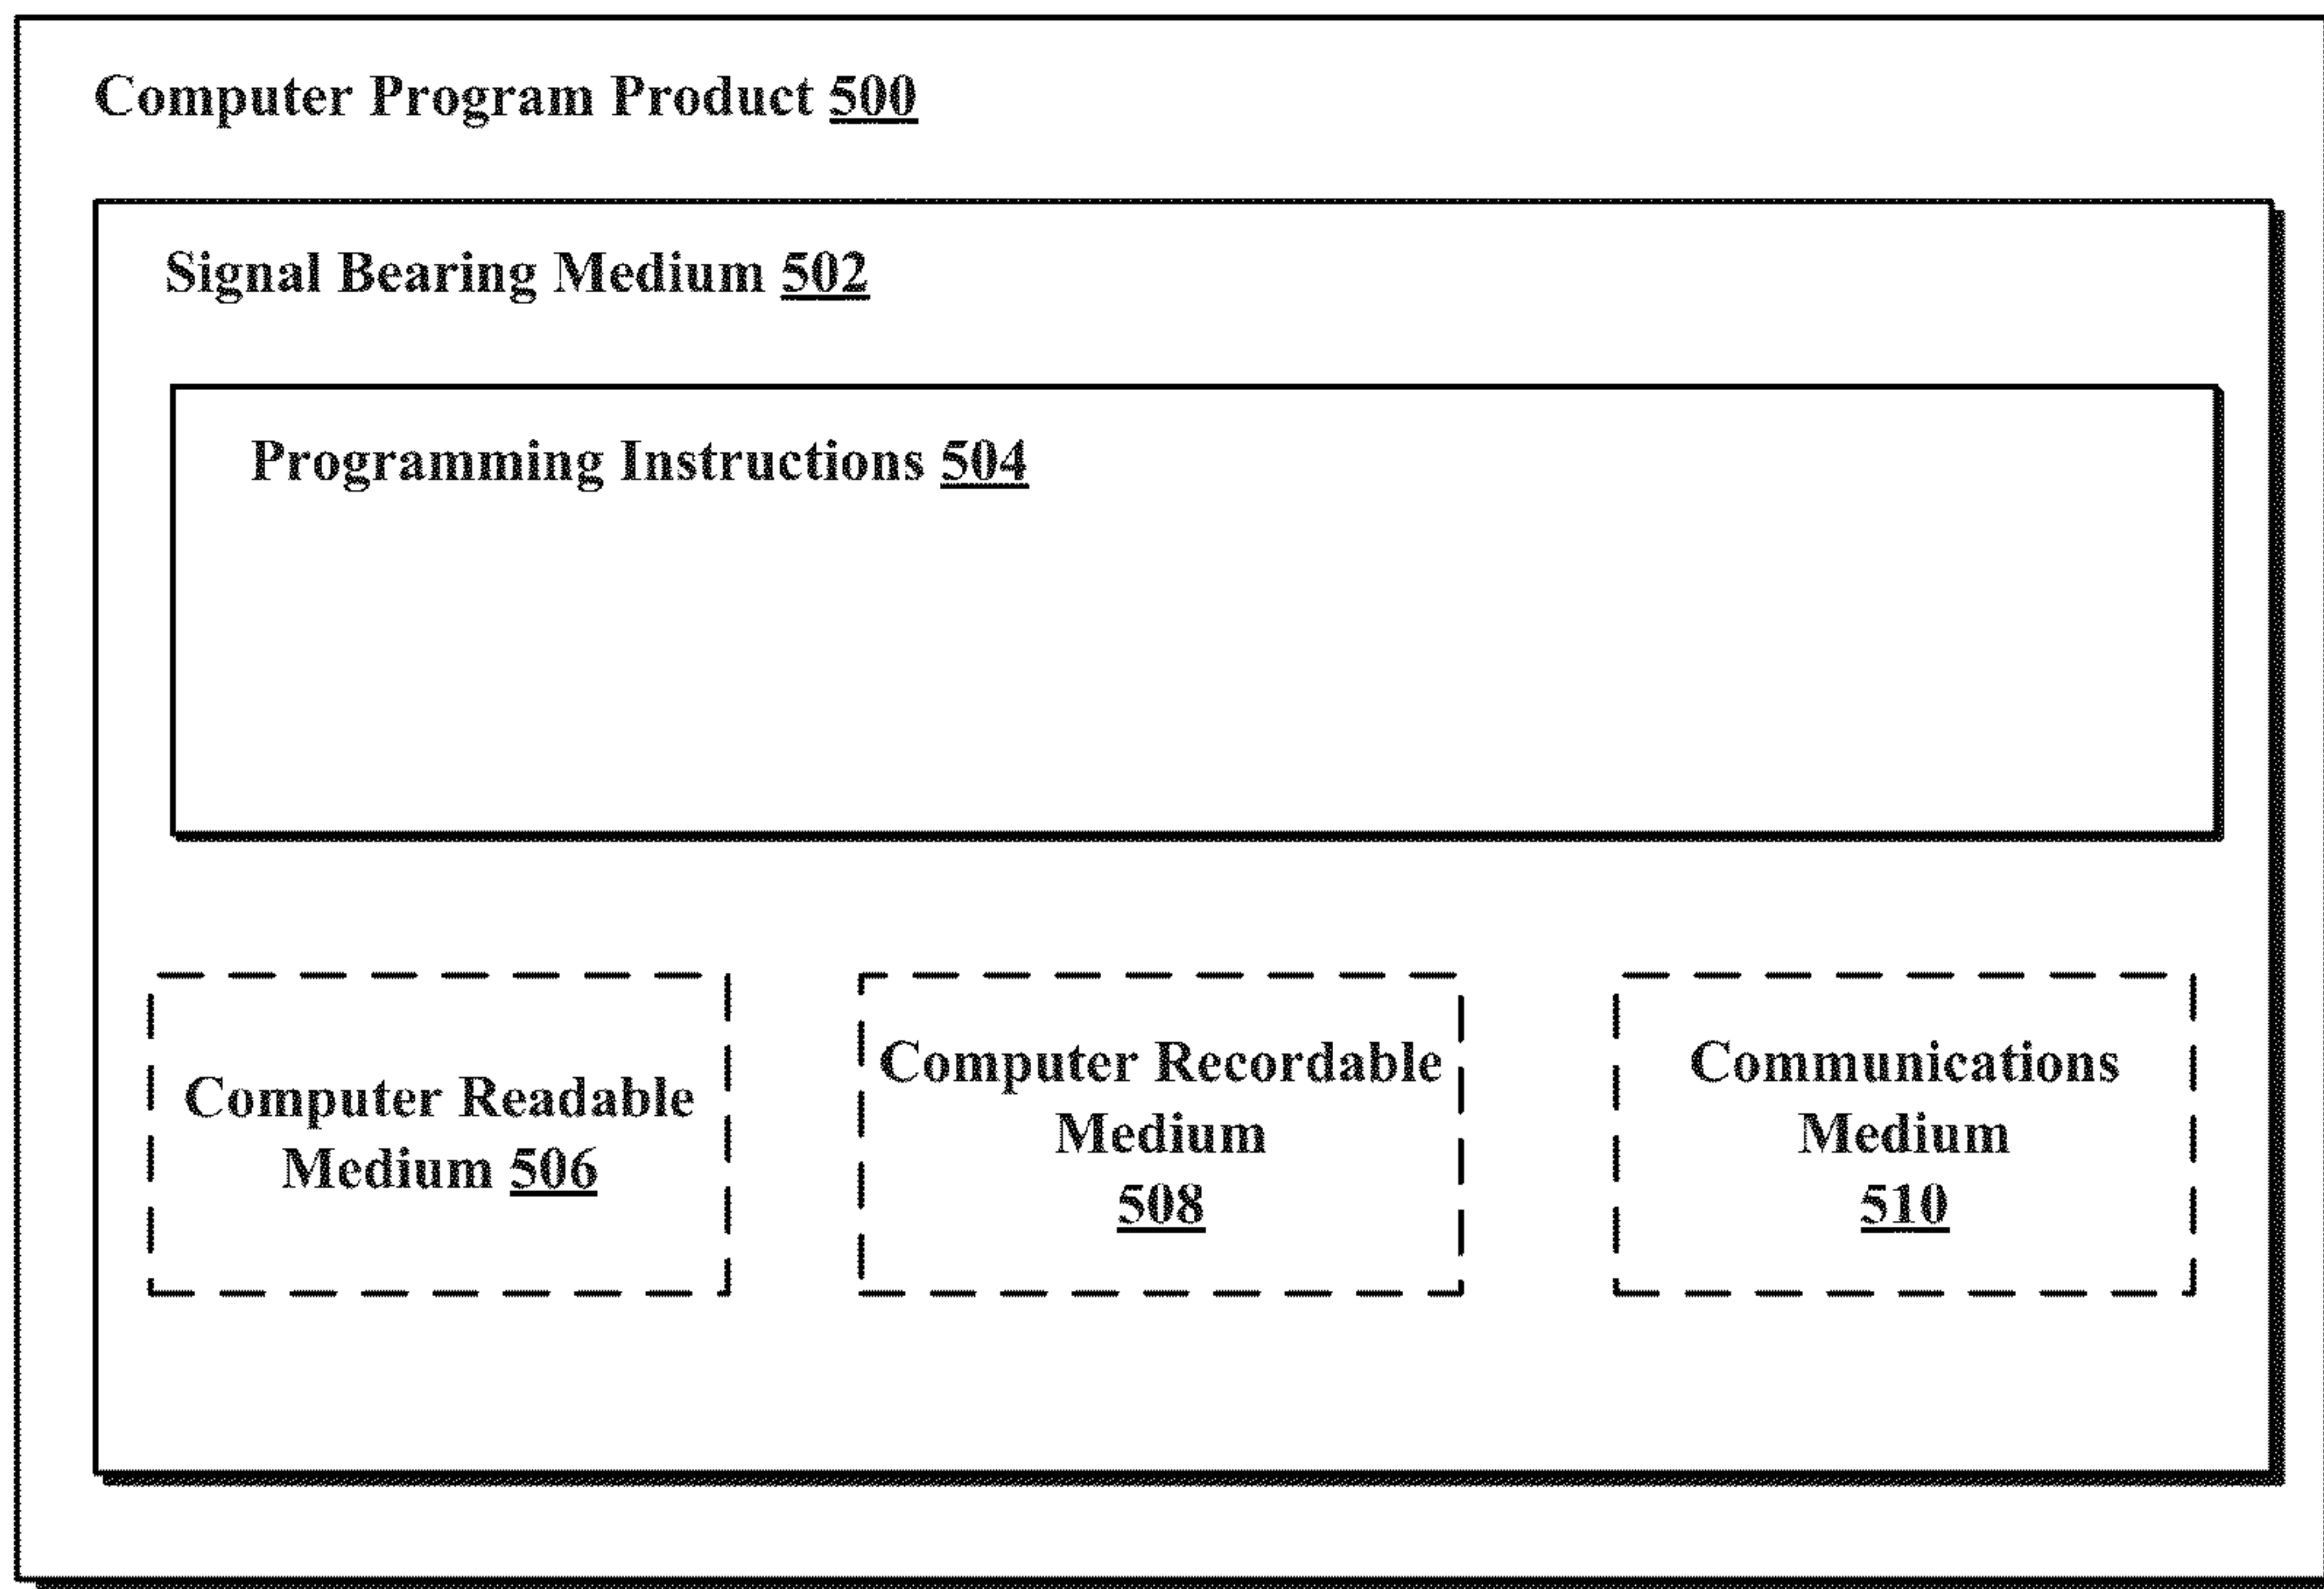 Computer Program Product 500
Signal Bearing Medium 502
Programming Instructions 504
Computer Readable
Medium 506
Computer Recordable
Medium
508
Communications
Medium
510